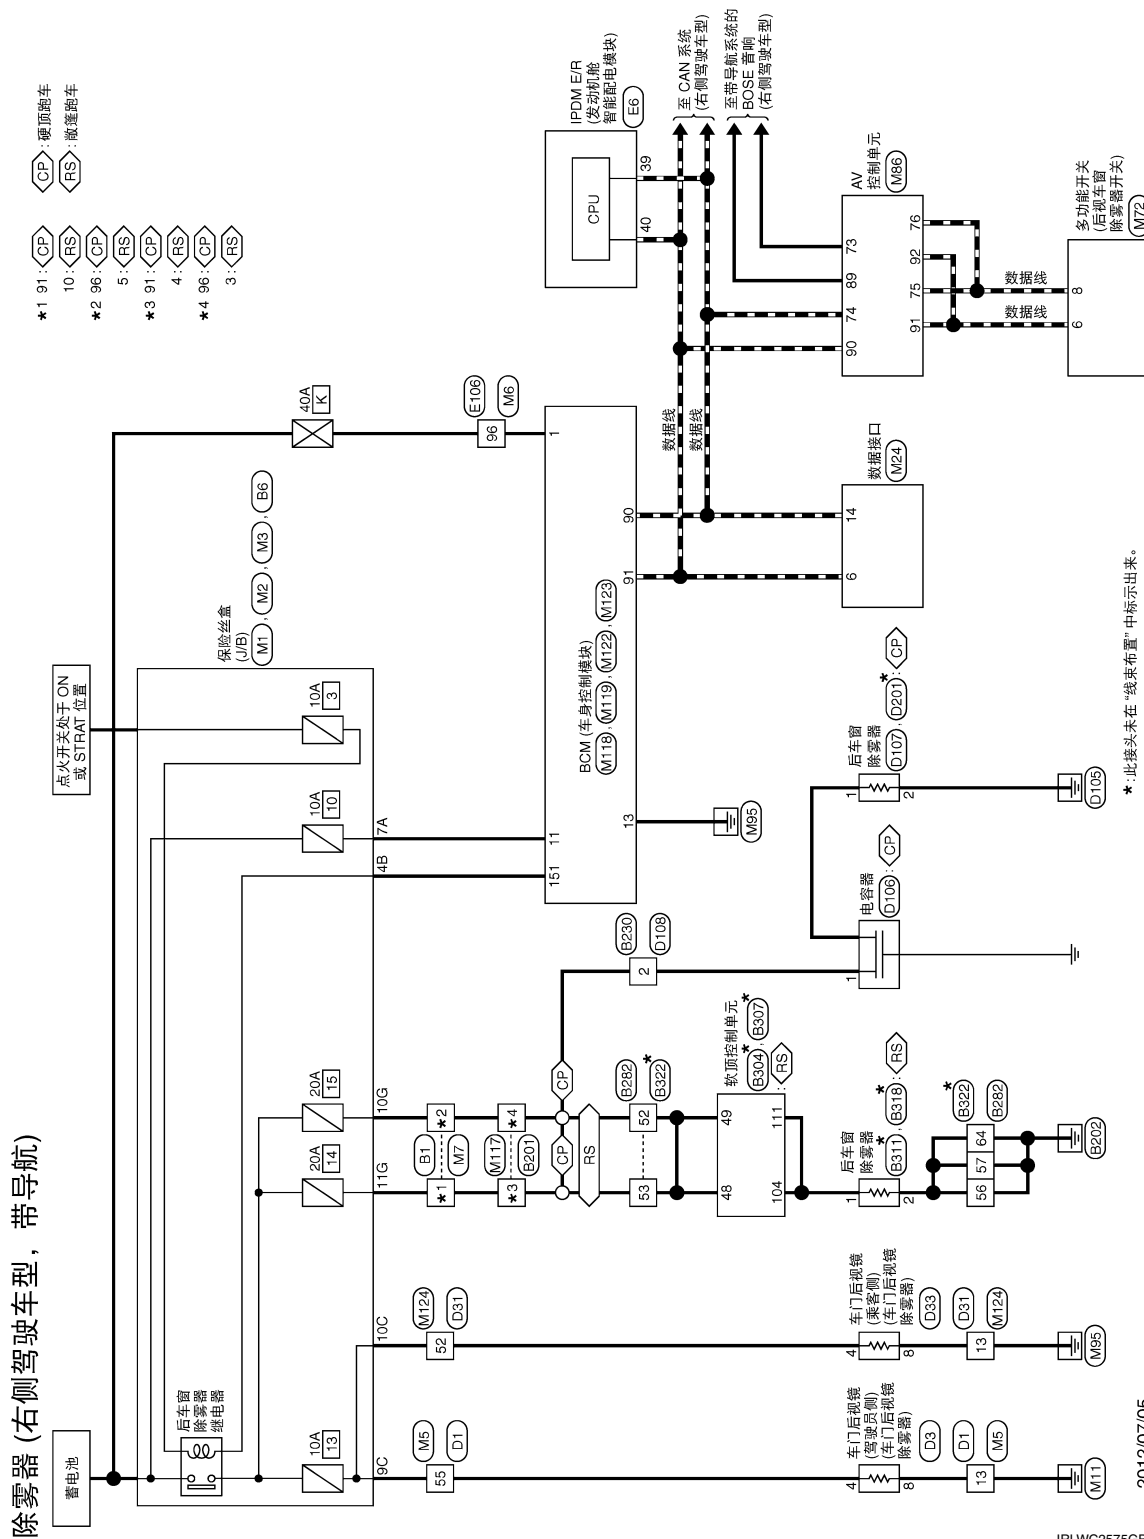 除雾器 (右侧驾驶车型，带导航)
CP : 硬顶跑车
RS : 敞篷跑车
*1 91 : CP
10 : RS
*2 96 : CP
5 : RS
*3 91 : CP
4 : RS
*4 96 : CP
3 : RS
蓄电池
点火开关处于 ON
或 STRAT 位置
保险丝盒
(J/B)
M1 , M2 , M3 , B6
后车窗
除雾器
继电器
10A
13
20A
14
20A
15
10A
10
10A
3
40A
K
9C
10C
11G
10G
4B
7A
E106
96
M6
M5
55
D1
M124
52
D31
B1
*1
*2
M7
M117
*3
*4
B201
CP
CP
RS
B282
53
52
B322*
B230
2
D108
BCM (车身控制模块)
M118 , M119 , M122 , M123
151
11
1
13
91
90
M95
IPDM E/R
(发动机舱
智能配电模块)
E6
CPU
40
39
至 CAN 系统
(右侧驾驶车型)
至带导航系统的
BOSE 音响
(右侧驾驶车型)
数据线
数据线
软顶控制单元
B304* , B307*
: RS
48
49
104
111
电容器
D106 : CP
1
数据接口
M24
6
14
AV
控制单元
M86
90
74
89
73
91
75
92
76
数据线
数据线
多功能开关
(后视车窗
除雾器开关)
M72
6
8
车门后视镜
(驾驶员侧)
(车门后视镜
除雾器)
D3
4
8
D1
13
M5
M11
车门后视镜
(乘客侧)
(车门后视镜
除雾器)
D33
4
8
D31
13
M124
M95
后车窗
除雾器
B311* , B318* : RS
1
2
B322*
56
57
64
B282
B202
后车窗
除雾器
D107 , D201* : CP
1
2
D105
* : 此接头未在 “线束布置” 中标示出来。
2013/07/05